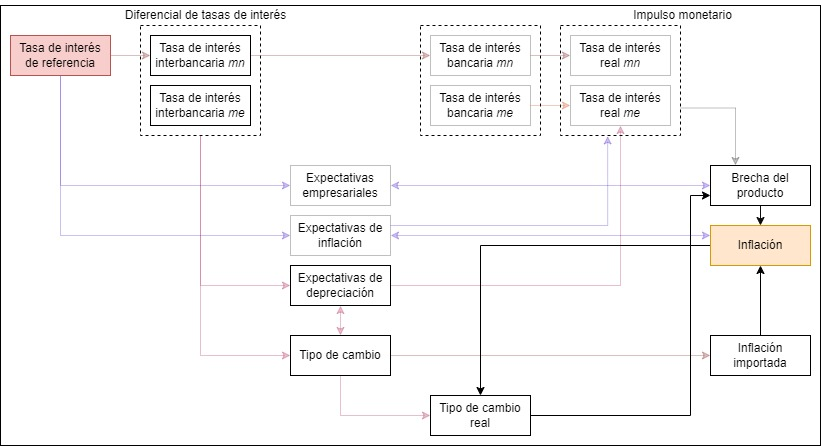 Diferencial de tasas de interés
Impulso monetario
Tasa de interés
de referencia
Tasa de interés
interbancaria mn
Tasa de interés
bancaria mn
Tasa de interés
real mn
Tasa de interés
interbancaria me
Tasa de interés
bancaria me
Tasa de interés
real me
Expectativas
empresariales
Brecha del
producto
Expectativas de
inflación
Inflación
Expectativas de
depreciación
Tipo de cambio
Inflación
importada
Tipo de cambio
real